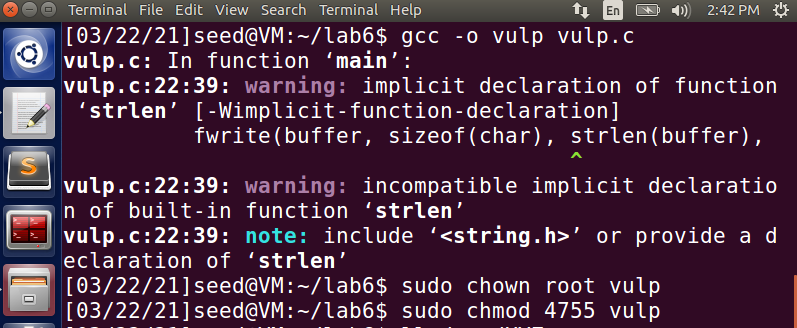 Terminal File Edit View Search Terminal Help En 2:42 PM
[03/22/21]seed@VM:~/lab6$ gcc -o vulp vulp.c
vulp.c: In function ‘main’:
vulp.c:22:39: warning: implicit declaration of function
‘strlen’ [-Wimplicit-function-declaration]
fwrite(buffer, sizeof(char), strlen(buffer),
^
vulp.c:22:39: warning: incompatible implicit declaratio
n of built-in function ‘strlen’
vulp.c:22:39: note: include ‘<string.h>’ or provide a d
eclaration of ‘strlen’
[03/22/21]seed@VM:~/lab6$ sudo chown root vulp
[03/22/21]seed@VM:~/lab6$ sudo chmod 4755 vulp